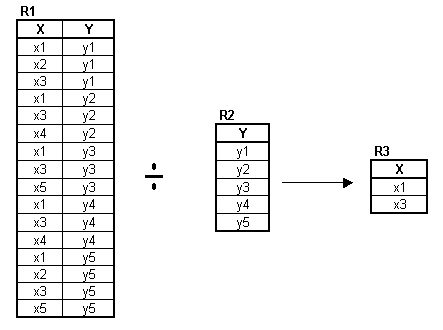 R1
X Y
x1 y1
x2 y1
x3 y1
x1 y2
x3 y2
x4 y2
x1 y3
x3 y3
x5 y3
x1 y4
x3 y4
x4 y4
x1 y5
x2 y5
x3 y5
x5 y5
÷
R2
Y
y1
y2
y3
y4
y5
R3
X
x1
x3